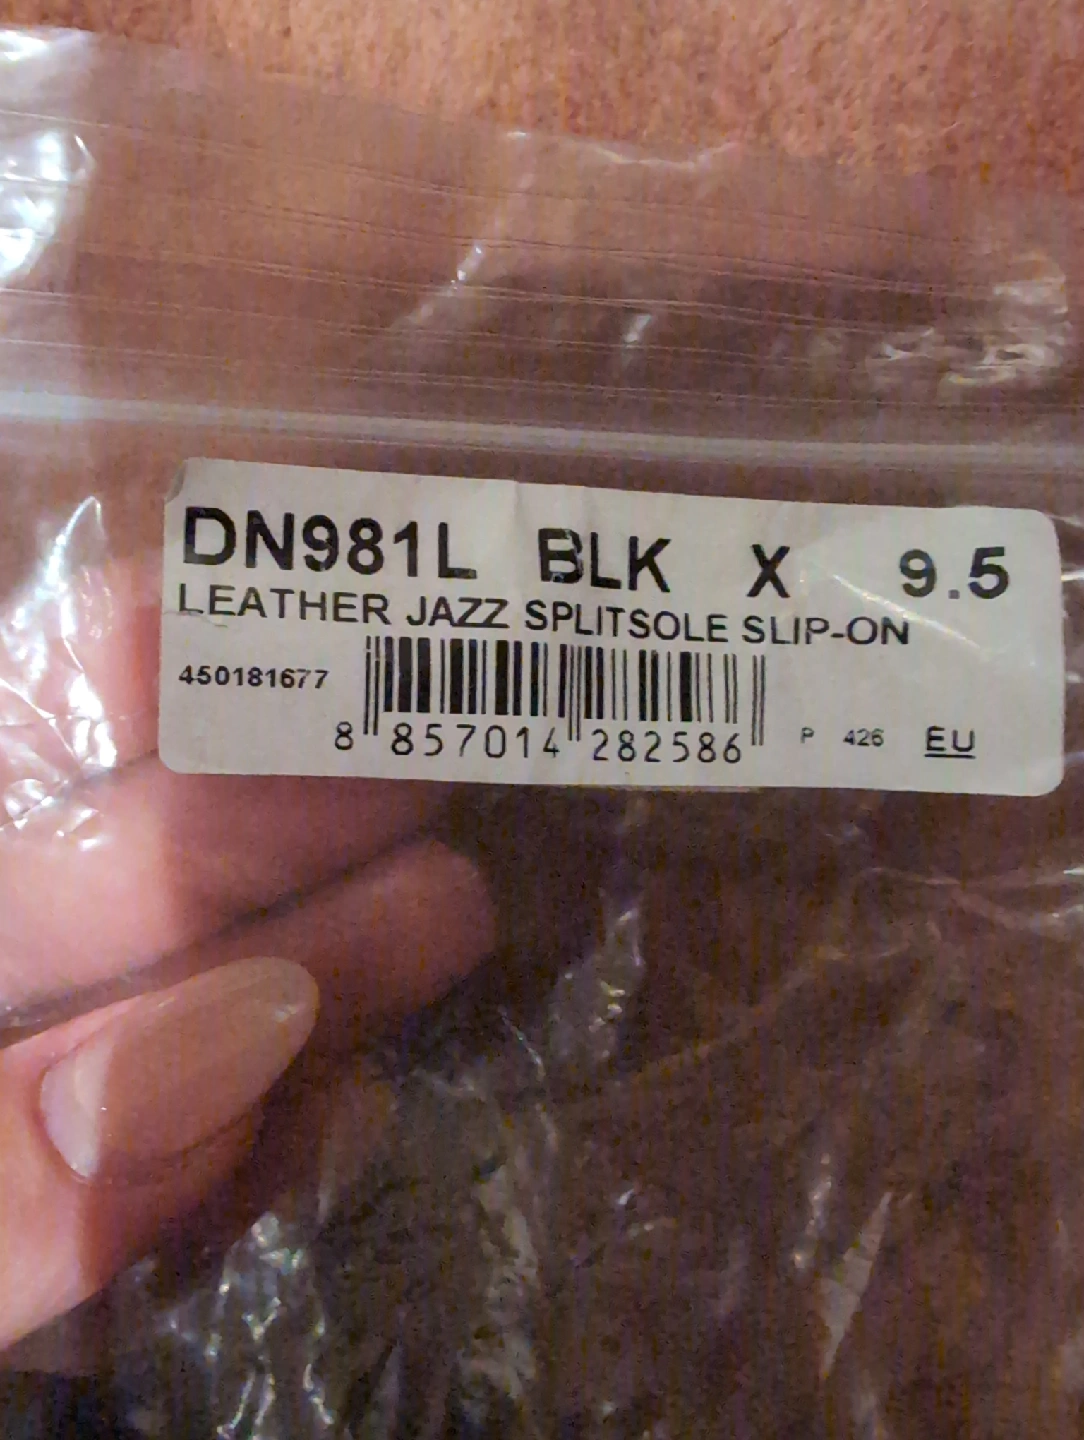 DN981L BLK X 9.5
LEATHER JAZZ SPLITSOLE SLIP-ON
450181677
8 857014 282586 P 426 EU